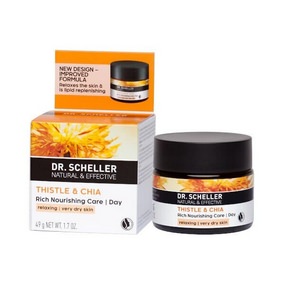 NEW DESIGN –
IMPROVED
FORMULA
Relaxes the skin &
is lipid replenishing
DR. SCHELLER
NATURAL & EFFECTIVE
THISTLE & CHIA
Rich Nourishing Care | Day
relaxing | very dry skin
49 g NET WT. 1.7 OZ.
DR. SCHELLER
NATURAL & EFFECTIVE
THISTLE & CHIA
Rich Nourishing Care | Day
relaxing | very dry skin